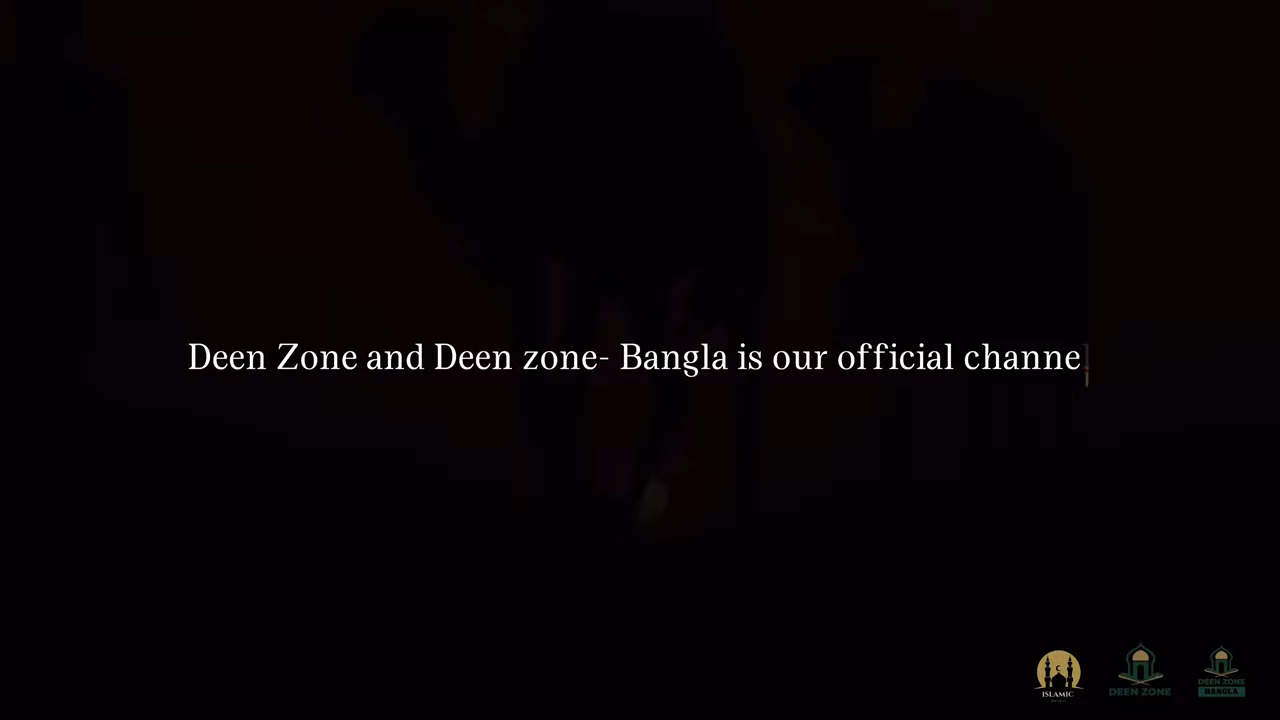 Deen Zone and Deen zone- Bangla is our official channe
ISLAMIC
DEEN ZONE
DEEN ZONE
BANGLA